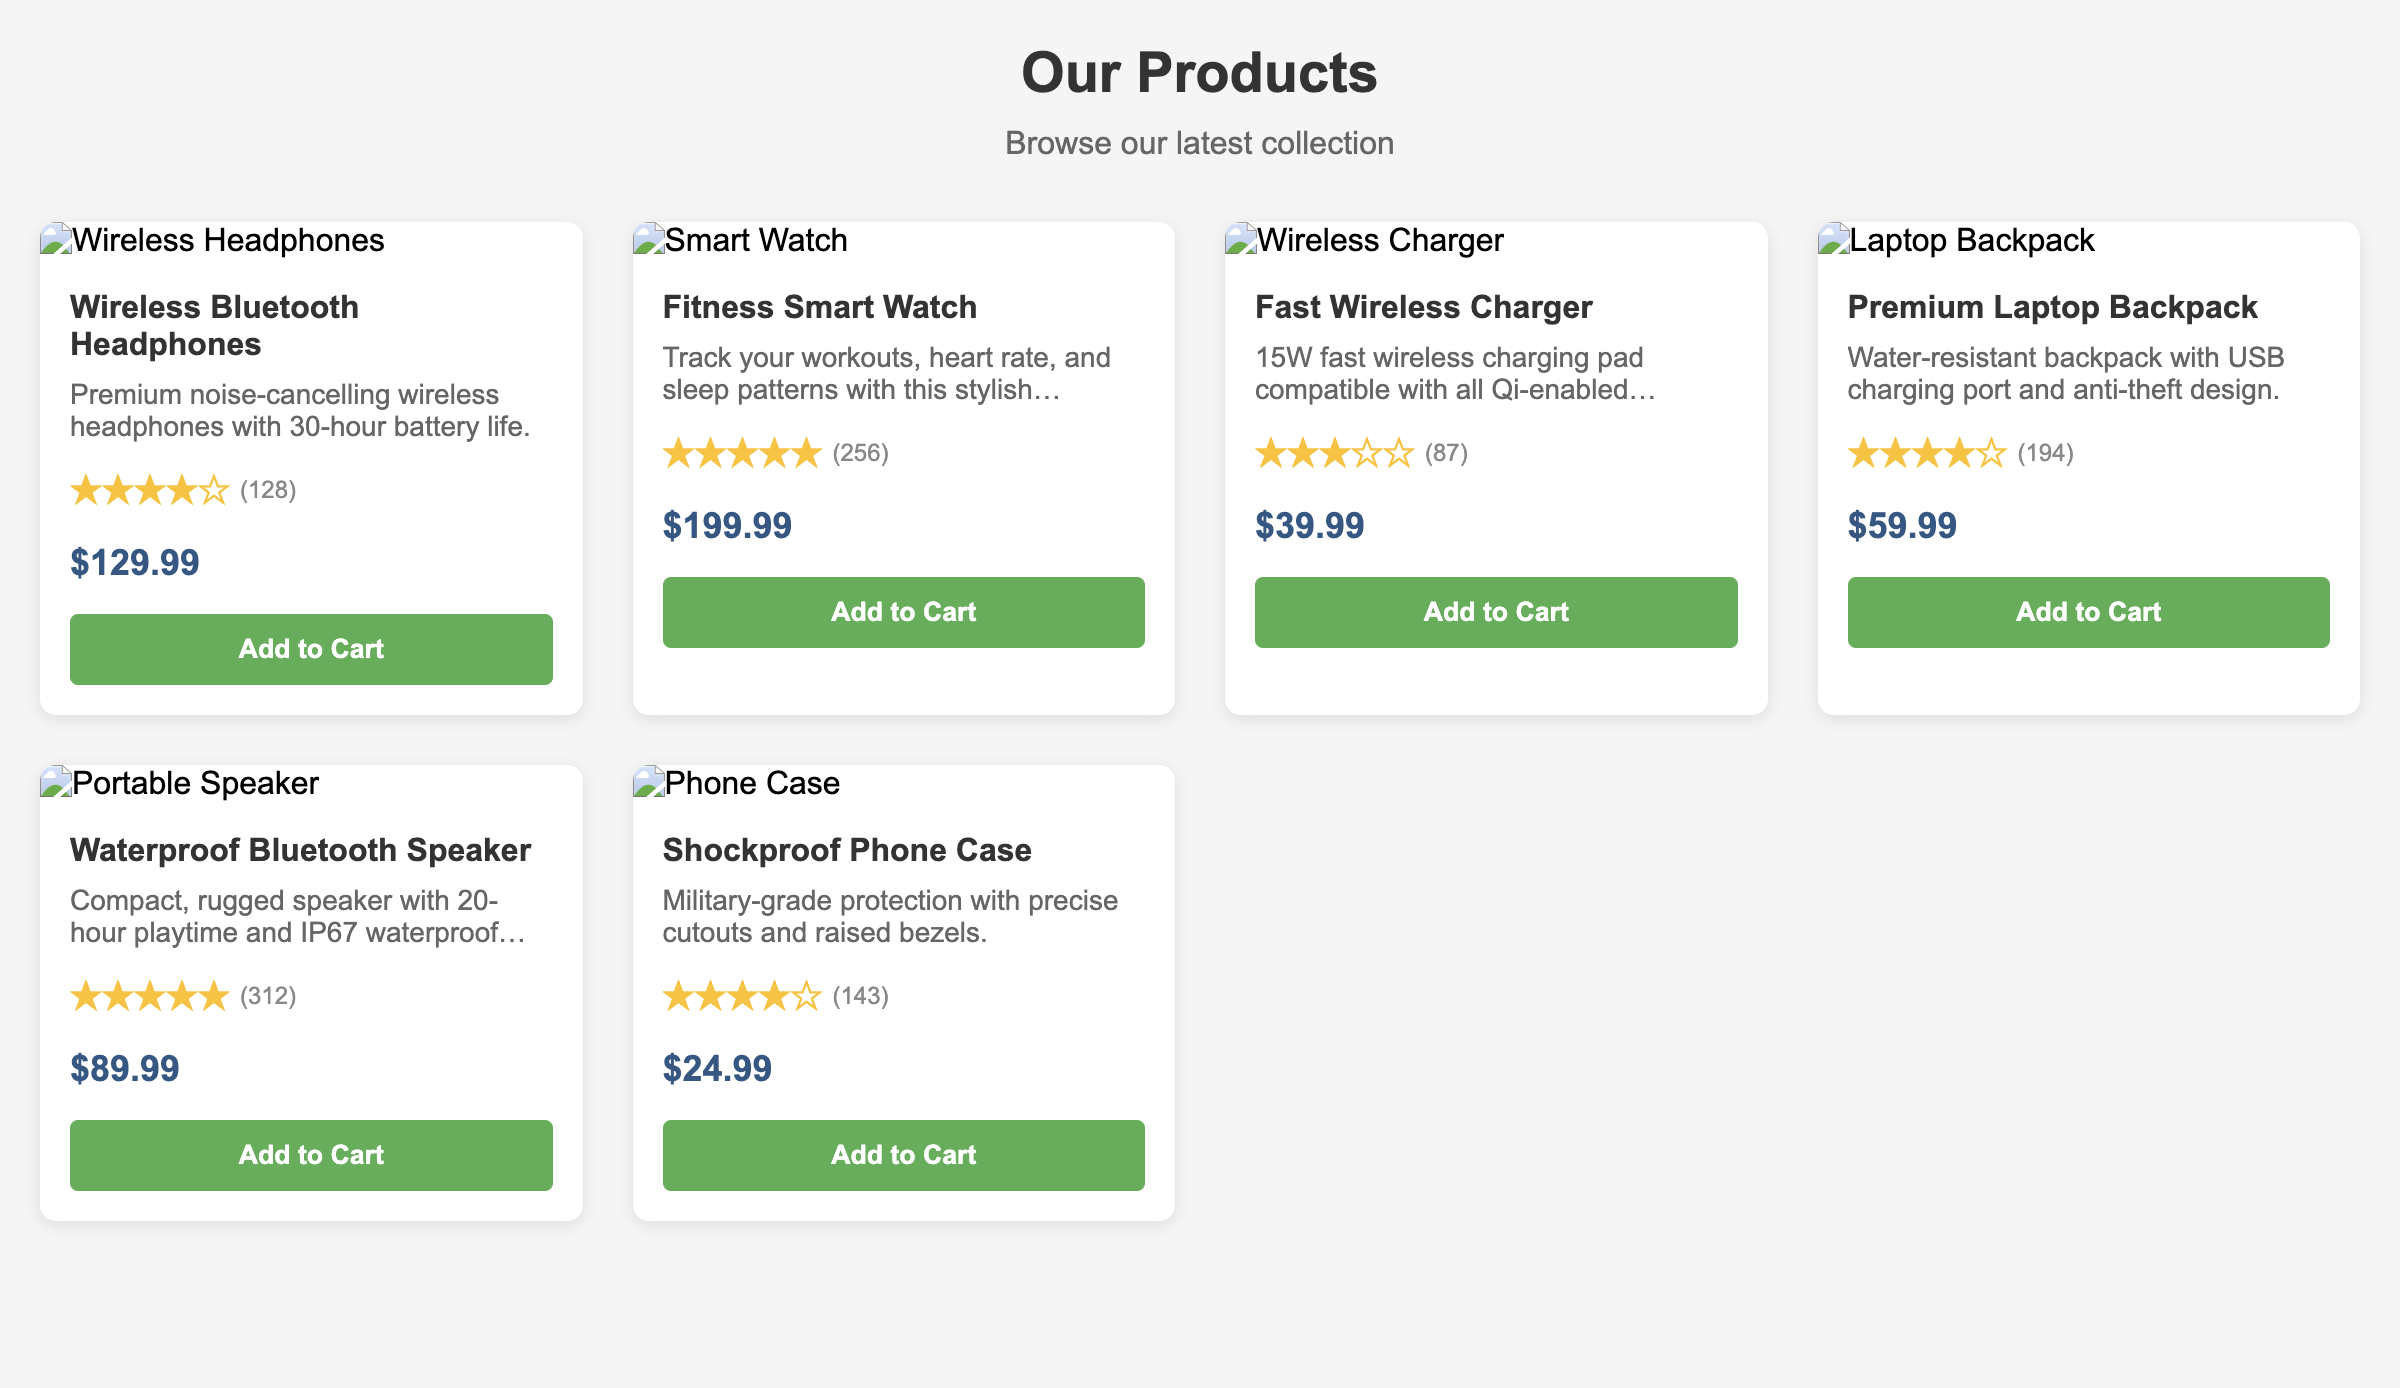 Our Products
Browse our latest collection
Wireless Headphones
Wireless Bluetooth
Headphones
Premium noise-cancelling wireless
headphones with 30-hour battery life.
★★★★☆ (128)
$129.99
Add to Cart
Smart Watch
Fitness Smart Watch
Track your workouts, heart rate, and
sleep patterns with this stylish…
★★★★★ (256)
$199.99
Add to Cart
Wireless Charger
Fast Wireless Charger
15W fast wireless charging pad
compatible with all Qi-enabled…
★★★☆☆ (87)
$39.99
Add to Cart
Laptop Backpack
Premium Laptop Backpack
Water-resistant backpack with USB
charging port and anti-theft design.
★★★★☆ (194)
$59.99
Add to Cart
Portable Speaker
Waterproof Bluetooth Speaker
Compact, rugged speaker with 20-
hour playtime and IP67 waterproof…
★★★★★ (312)
$89.99
Add to Cart
Phone Case
Shockproof Phone Case
Military-grade protection with precise
cutouts and raised bezels.
★★★★☆ (143)
$24.99
Add to Cart